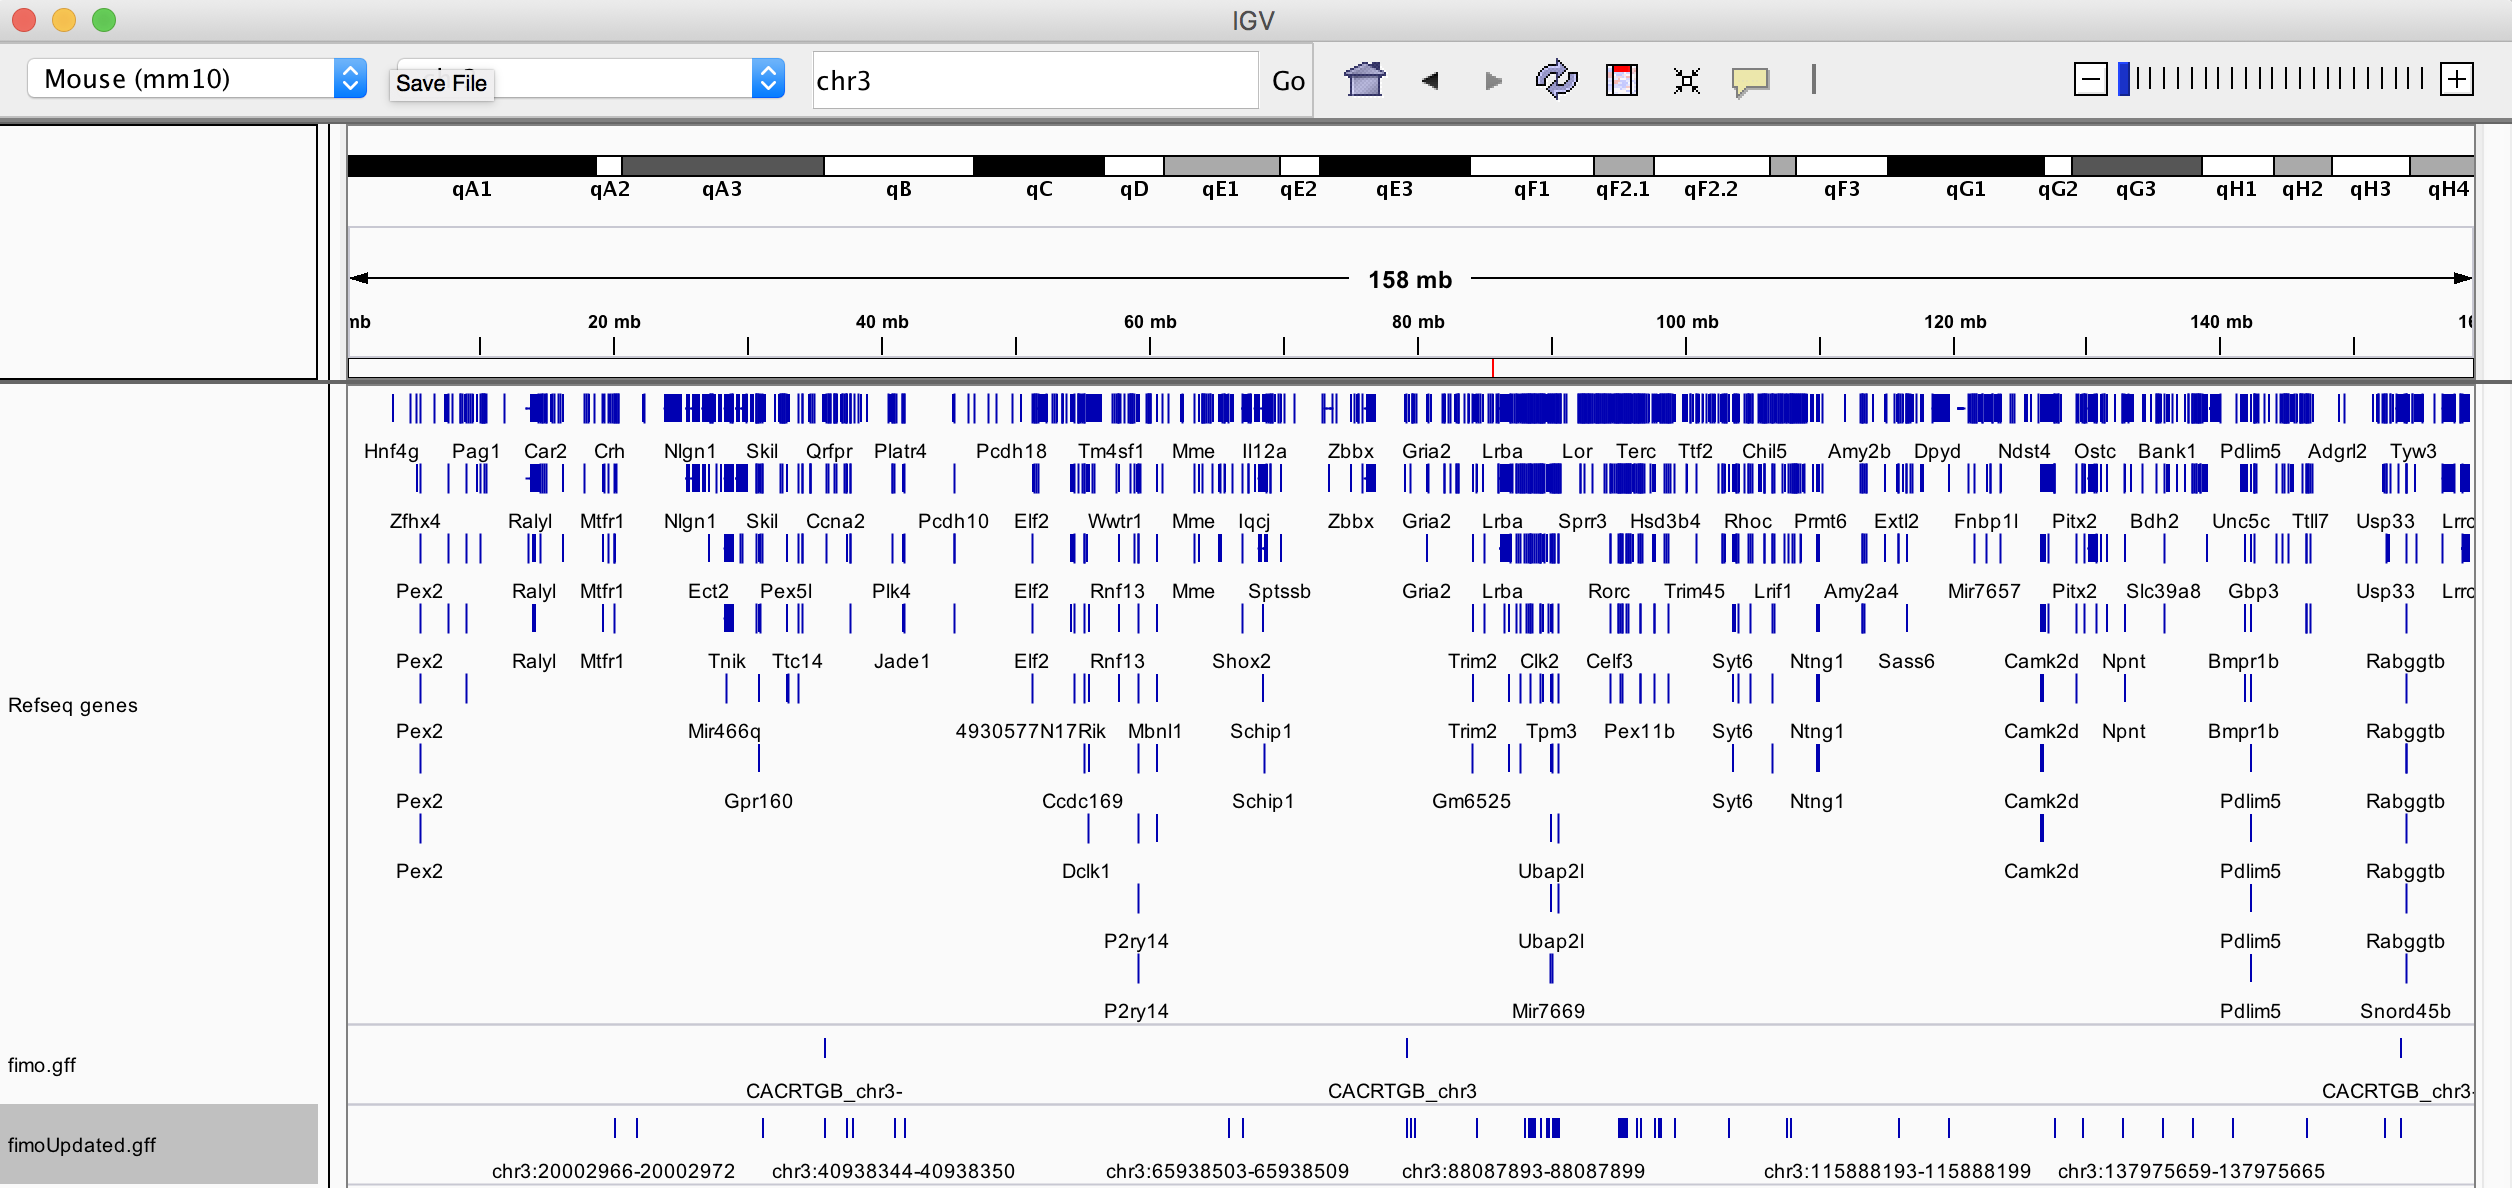 IGV
Mouse (mm10) Save File chr3 Go
qA1 qA2 qA3 qB qC qD qE1 qE2 qE3 qF1 qF2.1 qF2.2 qF3 qG1 qG2 qG3 qH1 qH2 qH3 qH4
158 mb
mb 20 mb 40 mb 60 mb 80 mb 100 mb 120 mb 140 mb 16
Hnf4g Pag1 Car2 Crh Nlgn1 Skil Qrfpr Platr4 Pcdh18 Tm4sf1 Mme Il12a Zbbx Gria2 Lrba Lor Terc Ttf2 Chil5 Amy2b Dpyd Ndst4 Ostc Bank1 Pdlim5 Adgrl2 Tyw3
Zfhx4 Ralyl Mtfr1 Nlgn1 Skil Ccna2 Pcdh10 Elf2 Wwtr1 Mme Iqcj Zbbx Gria2 Lrba Sprr3 Hsd3b4 Rhoc Prmt6 Extl2 Fnbp1l Pitx2 Bdh2 Unc5c Ttll7 Usp33 Lrrc
Pex2 Ralyl Mtfr1 Ect2 Pex5l Plk4 Elf2 Rnf13 Mme Sptssb Gria2 Lrba Rorc Trim45 Lrif1 Amy2a4 Mir7657 Pitx2 Slc39a8 Gbp3 Usp33 Lrrc
Pex2 Ralyl Mtfr1 Tnik Ttc14 Jade1 Elf2 Rnf13 Shox2 Trim2 Clk2 Celf3 Syt6 Ntng1 Sass6 Camk2d Npnt Bmpr1b Rabggtb
Refseq genes
Pex2 Mir466q 4930577N17Rik Mbnl1 Schip1 Trim2 Tpm3 Pex11b Syt6 Ntng1 Camk2d Npnt Bmpr1b Rabggtb
Pex2 Gpr160 Ccdc169 Schip1 Gm6525 Syt6 Ntng1 Camk2d Pdlim5 Rabggtb
Pex2 Dclk1 Ubap2l Camk2d Pdlim5 Rabggtb
P2ry14 Ubap2l Pdlim5 Rabggtb
P2ry14 Mir7669 Pdlim5 Snord45b
fimo.gff
CACRTGB_chr3- CACRTGB_chr3 CACRTGB_chr3-
fimoUpdated.gff
chr3:20002966-20002972 chr3:40938344-40938350 chr3:65938503-65938509 chr3:88087893-88087899 chr3:115888193-115888199 chr3:137975659-137975665